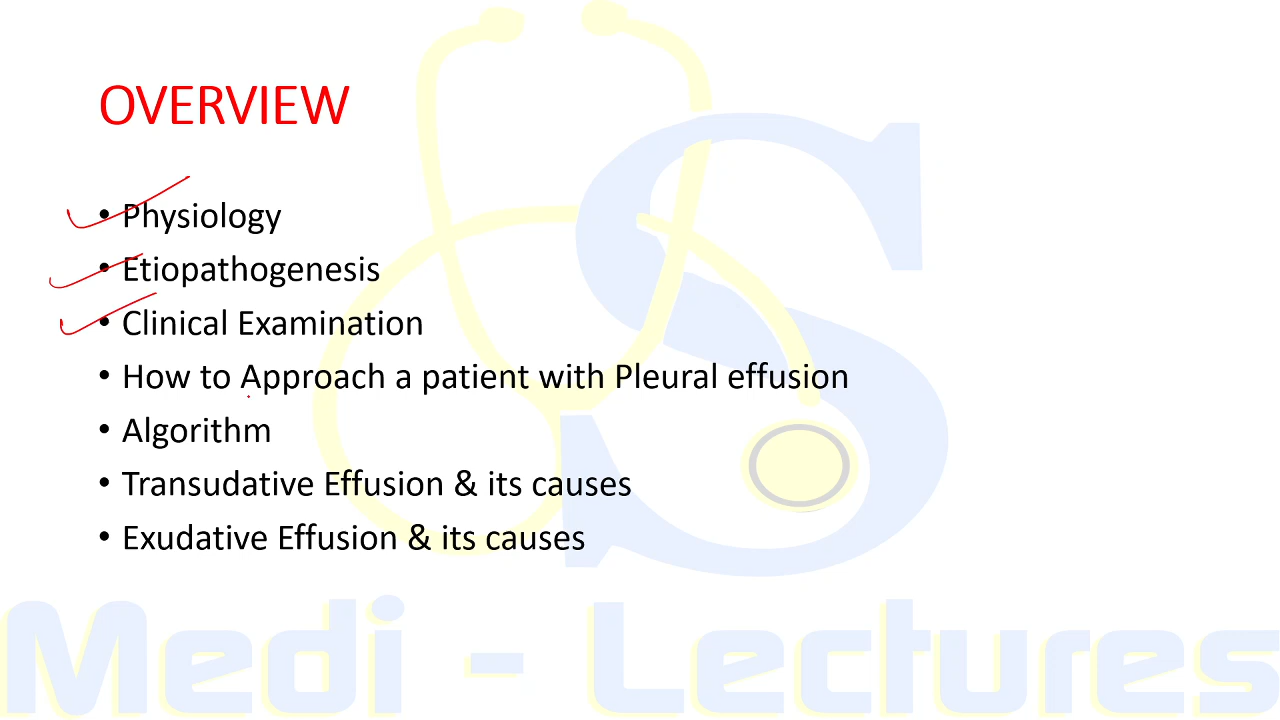 OVERVIEW
• Physiology
• Etiopathogenesis
• Clinical Examination
• How to Approach a patient with Pleural effusion
• Algorithm
• Transudative Effusion & its causes
• Exudative Effusion & its causes
S
Medi - Lectures